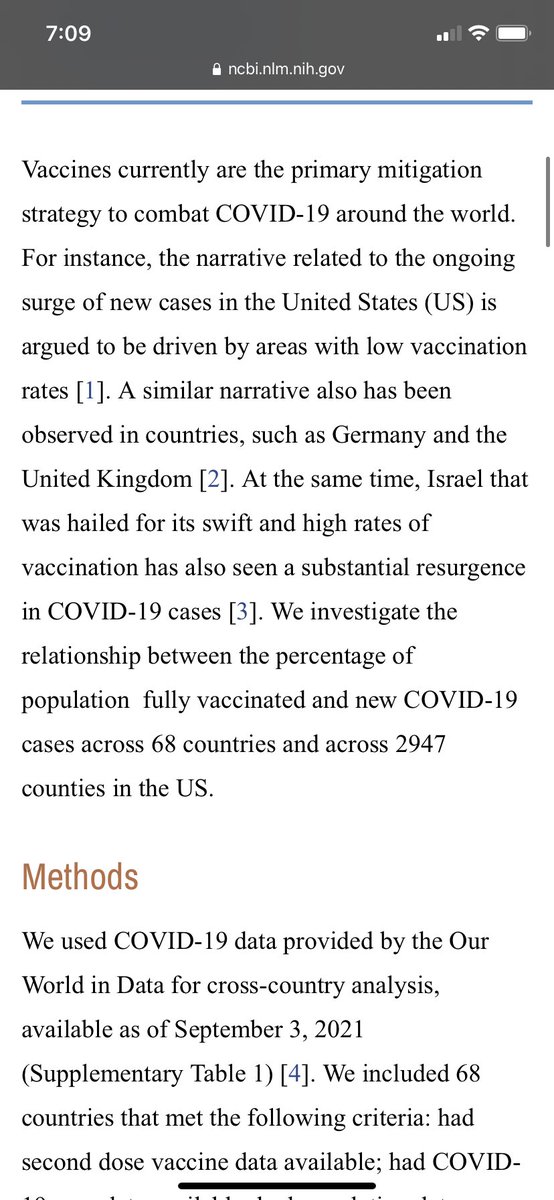 7:09
ncbi.nlm.nih.gov
Vaccines currently are the primary mitigation
strategy to combat COVID-19 around the world.
For instance, the narrative related to the ongoing
surge of new cases in the United States (US) is
argued to be driven by areas with low vaccination
rates [1]. A similar narrative also has been
observed in countries, such as Germany and the
United Kingdom [2]. At the same time, Israel that
was hailed for its swift and high rates of
vaccination has also seen a substantial resurgence
in COVID-19 cases [3]. We investigate the
relationship between the percentage of
population  fully vaccinated and new COVID-19
cases across 68 countries and across 2947
counties in the US.
Methods
We used COVID-19 data provided by the Our
World in Data for cross-country analysis,
available as of September 3, 2021
(Supplementary Table 1) [4]. We included 68
countries that met the following criteria: had
second dose vaccine data available; had COVID-